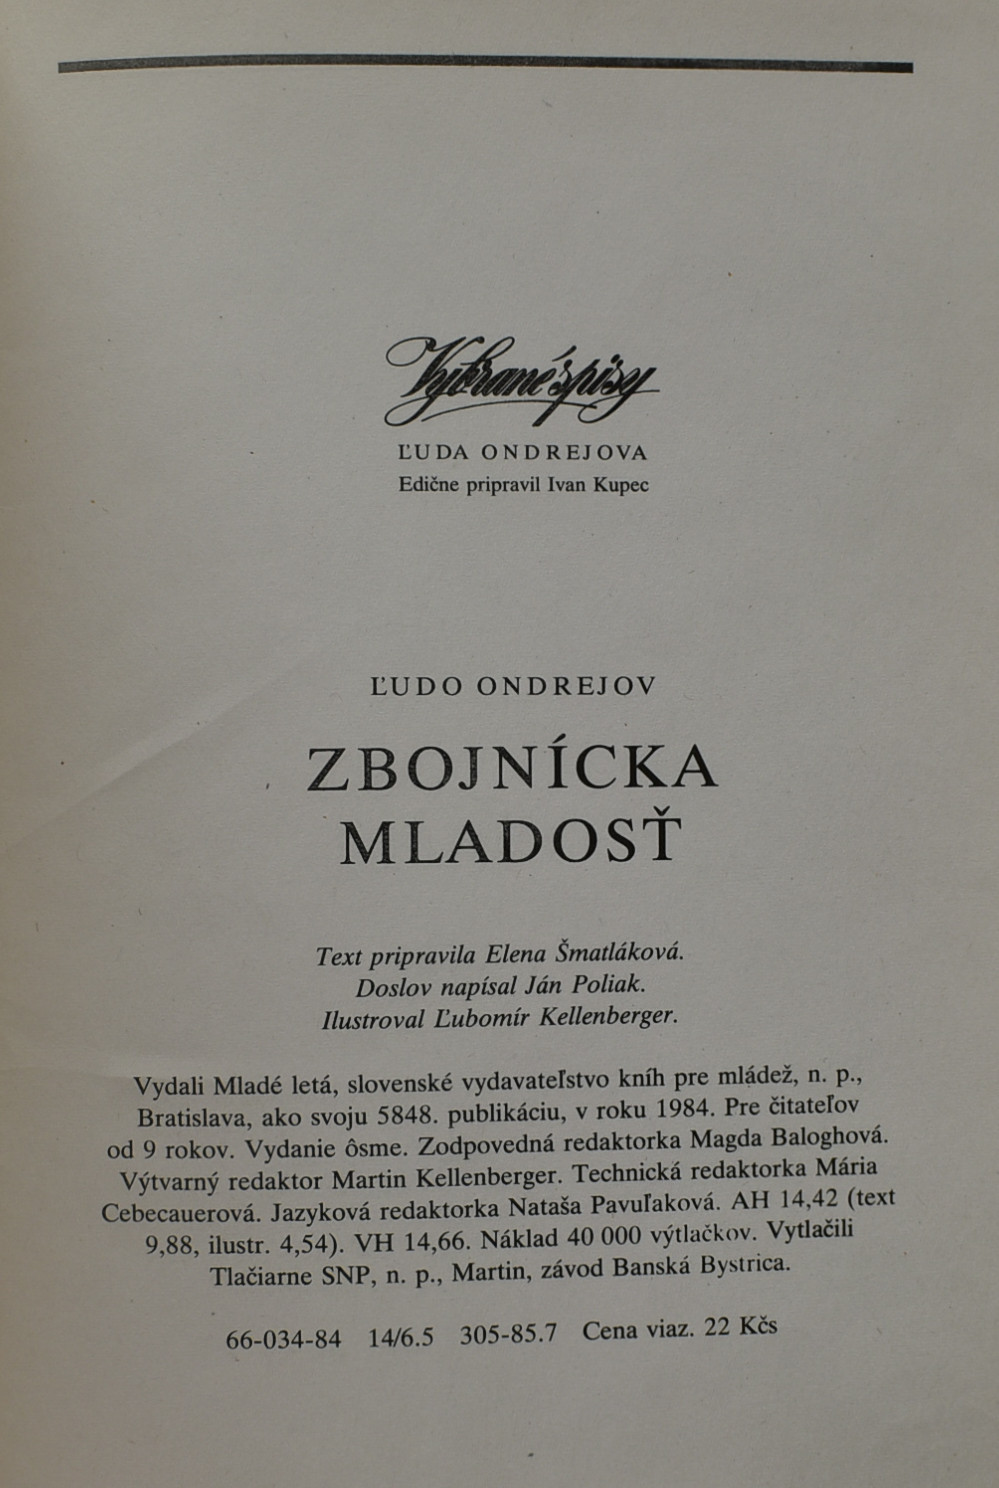 Vybrané spisy
ĽUDA ONDREJOVA
Edične pripravil Ivan Kupec
ĽUDO ONDREJOV
ZBOJNÍCKA
MLADOSŤ
Text pripravila Elena Šmatláková.
Doslov napísal Ján Poliak.
Ilustroval Ľubomír Kellenberger.
Vydali Mladé letá, slovenské vydavateľstvo kníh pre mládež, n. p.,
Bratislava, ako svoju 5848. publikáciu, v roku 1984. Pre čitateľov
od 9 rokov. Vydanie ôsme. Zodpovedná redaktorka Magda Baloghová.
Výtvarný redaktor Martin Kellenberger. Technická redaktorka Mária
Cebecauerová. Jazyková redaktorka Nataša Pavuľaková. AH 14,42 (text
9,88, ilustr. 4,54). VH 14,66. Náklad 40 000 výtlačkov. Vytlačili
Tlačiarne SNP, n. p., Martin, závod Banská Bystrica.
66-034-84 14/6.5 305-85.7 Cena viaz. 22 Kčs